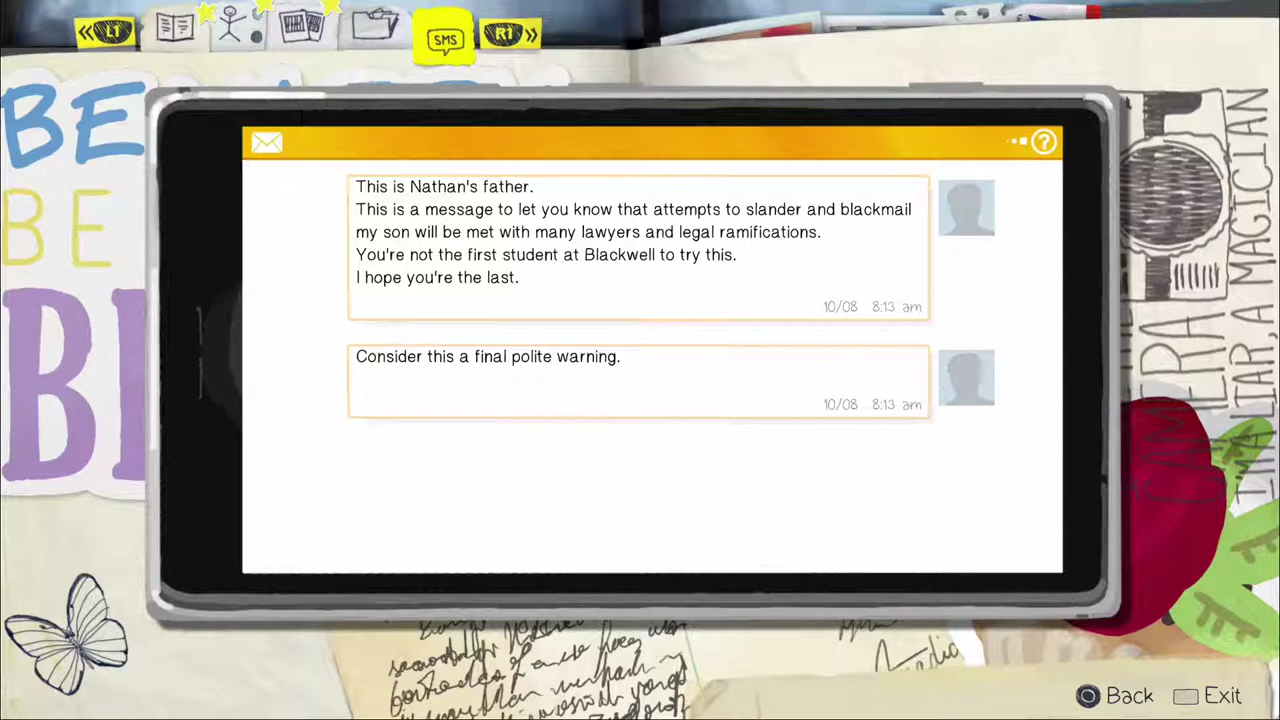 L1
SMS
R1
BE
BE
This is Nathan's father.
This is a message to let you know that attempts to slander and blackmail
my son will be met with many lawyers and legal ramifications.
You're not the first student at Blackwell to try this.
I hope you're the last.
10/08 8:13 am
Consider this a final polite warning.
10/08 8:13 am
?
I'M A LIAR, A MAGICIAN
Back
Exit